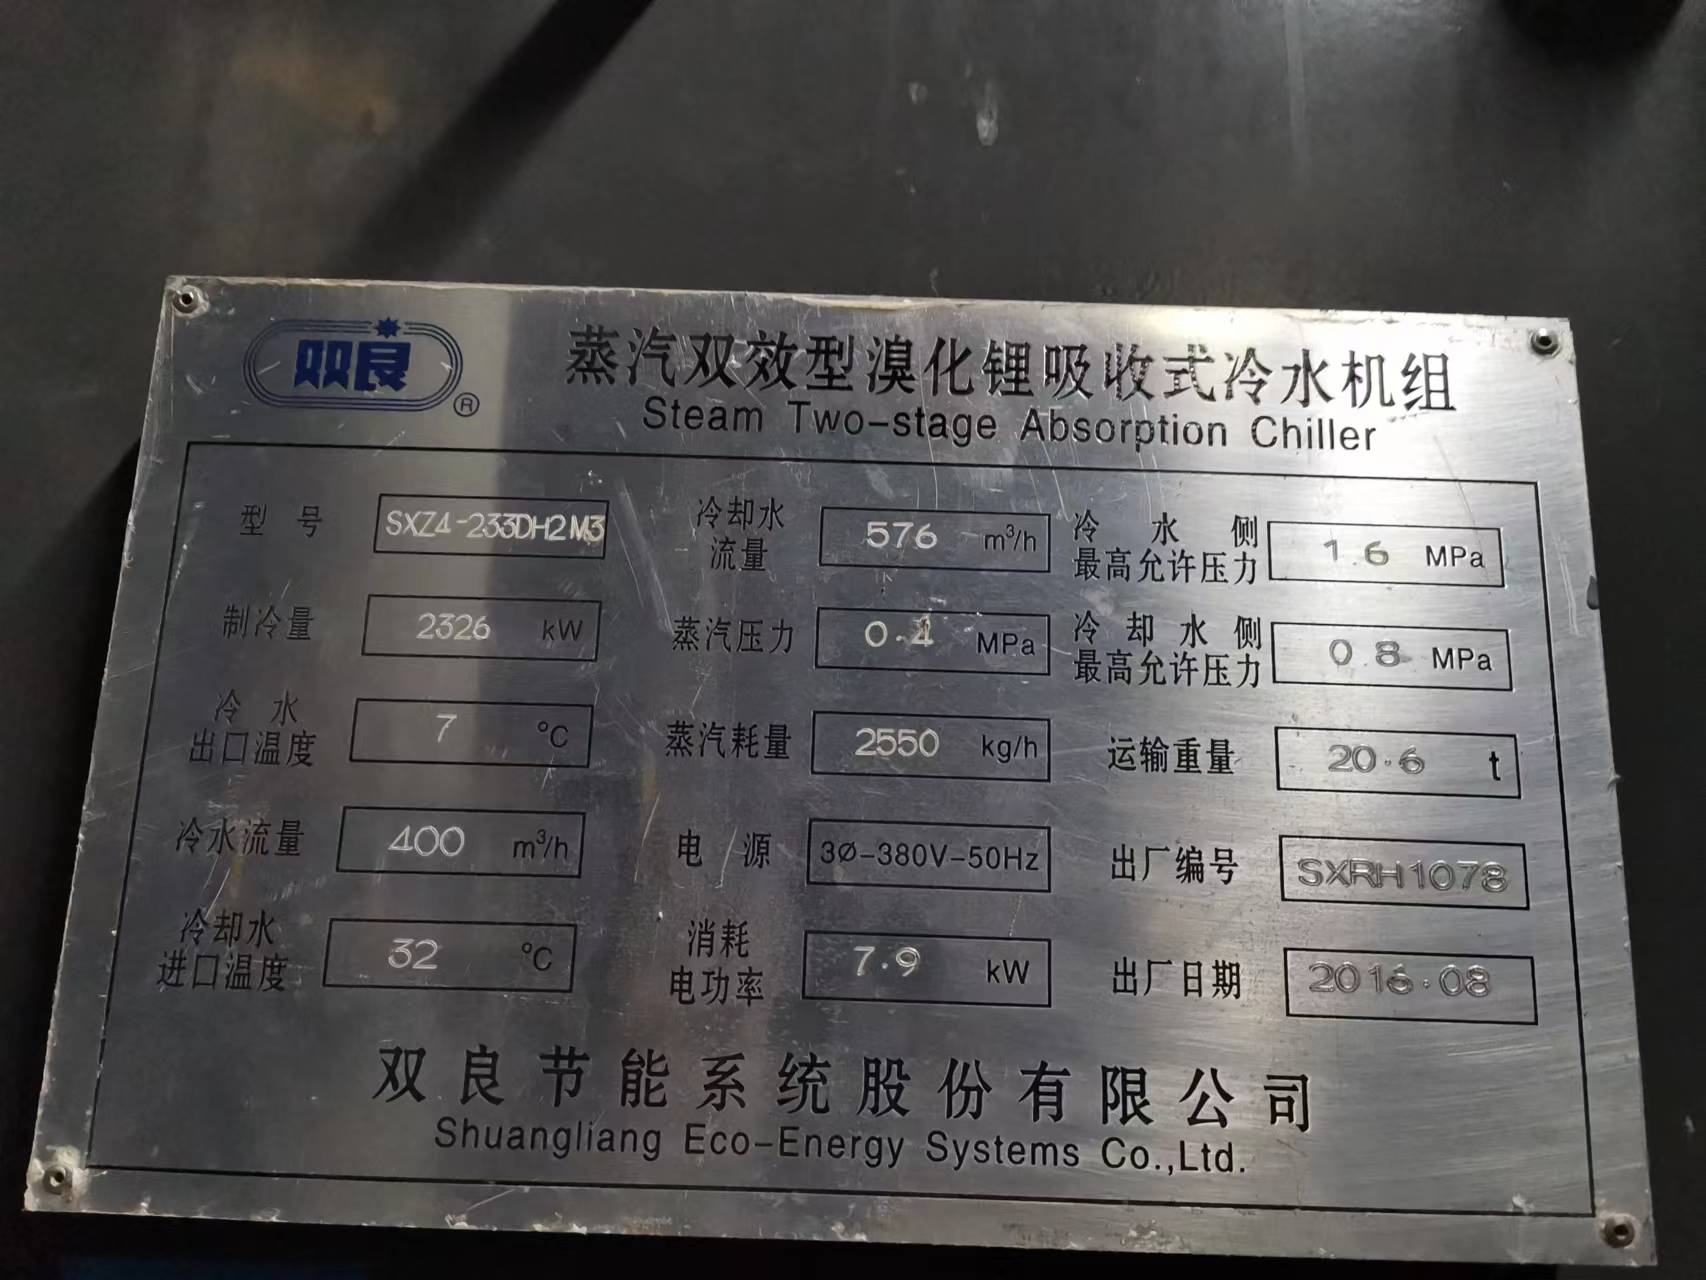 双良®
蒸汽双效型溴化锂吸收式冷水机组
Steam Two-stage Absorption Chiller
型号 SXZ4-233DH2M3
制冷量 2326 kW
冷水出口温度 7 ℃
冷水流量 400 m³/h
冷却水进口温度 32 ℃
冷却水流量 576 m³/h
蒸汽压力 0.4 MPa
蒸汽耗量 2550 kg/h
电源 3Ø-380V-50Hz
消耗电功率 7.9 kW
冷水侧最高允许压力 1.6 MPa
冷却水侧最高允许压力 0.8 MPa
运输重量 20.6 t
出厂编号 SXRH1078
出厂日期 2016.08
双良节能系统股份有限公司
Shuangliang Eco-Energy Systems Co.,Ltd.